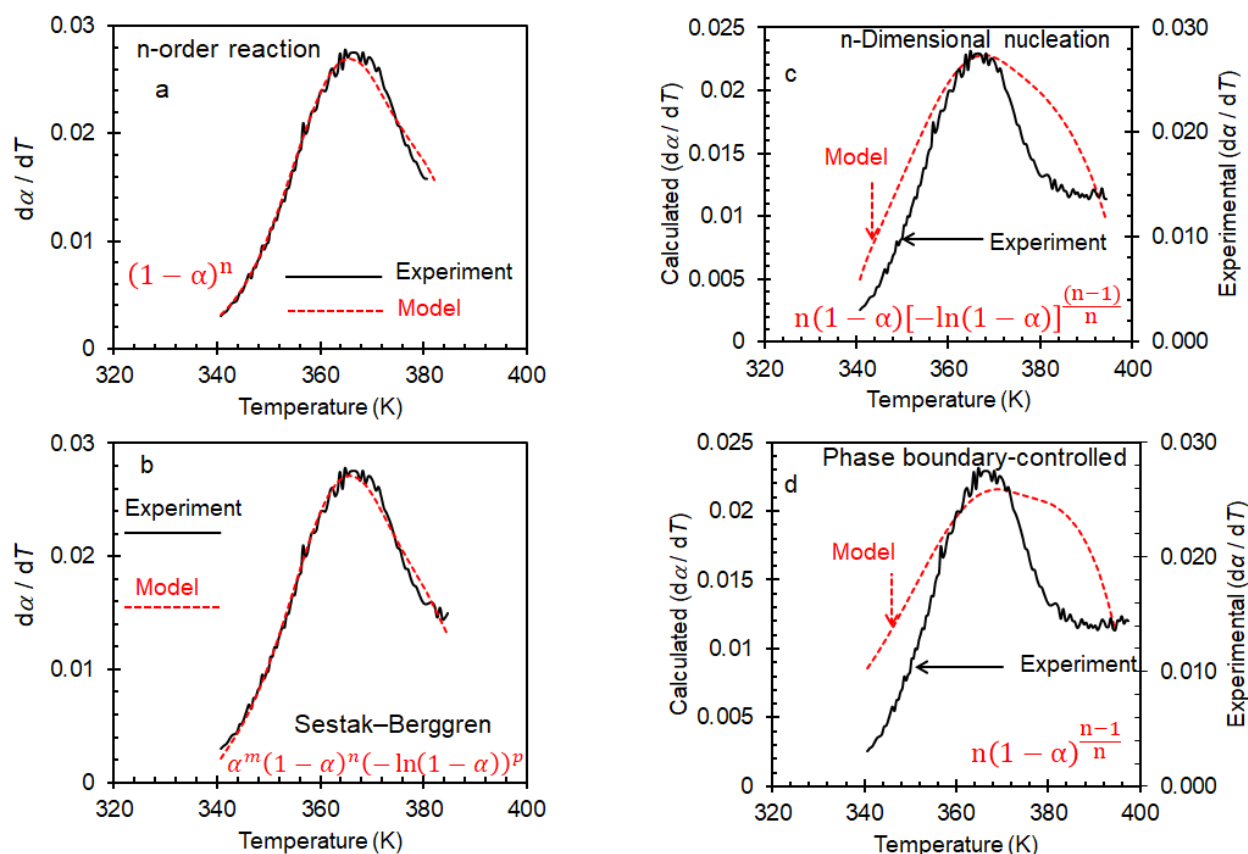 0.03
n-order reaction
a
0.02
dα / dT
0.01
(1 − α)ⁿ
Experiment
Model
0
320 340 360 380 400
Temperature (K)
0.03
b
Experiment
0.02
Model
dα / dT
0.01
Sestak–Berggren
αᵐ(1 − α)ⁿ(−ln(1 − α))ᵖ
0
320 340 360 380 400
Temperature (K)
0.025 0.030
n-Dimensional nucleation
c
0.02
0.020
Model
0.015
Calculated (dα / dT)
Experimental (dα / dT)
0.01
0.010
Experiment
0.005
n(1 − α)[−ln(1 − α)]^((n−1)/n)
0 0.000
320 340 360 380 400
Temperature (K)
0.025 0.030
Phase boundary-controlled
d
0.02
0.020
Model
0.015
Calculated (dα / dT)
Experimental (dα / dT)
0.01
0.010
Experiment
0.005
n(1 − α)^((n−1)/n)
0 0.000
320 340 360 380 400
Temperature (K)